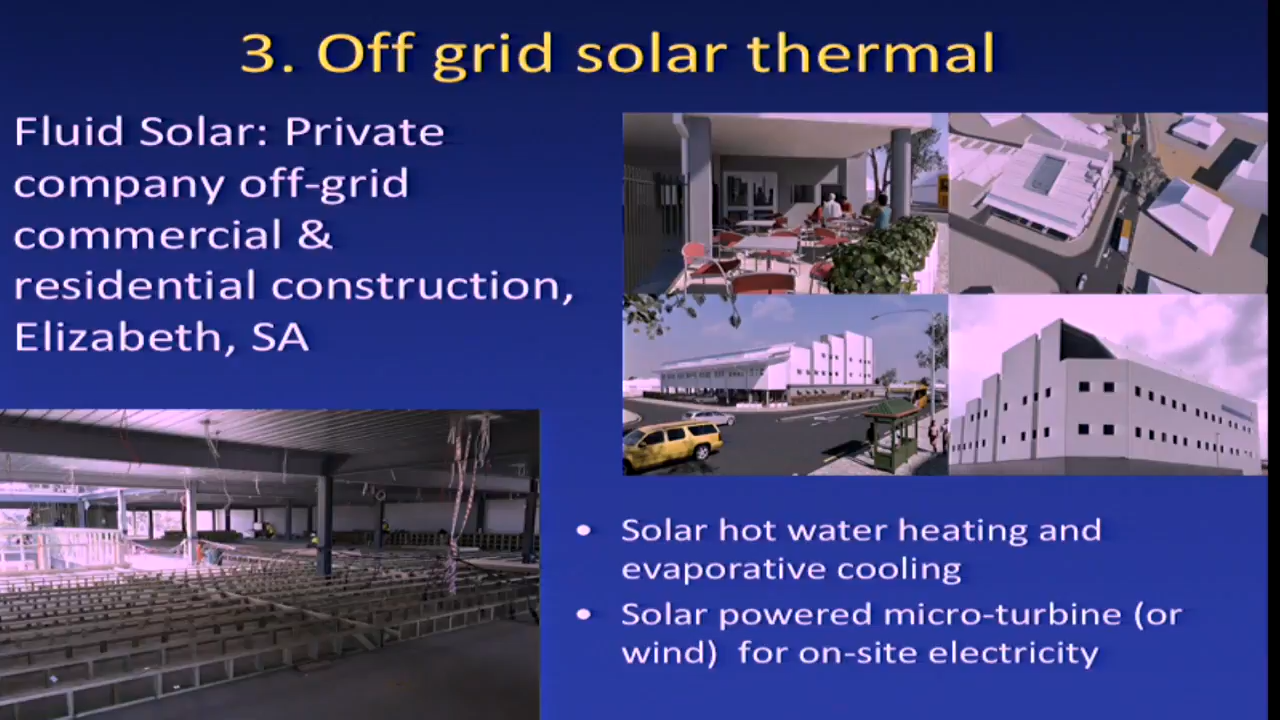 3. Off grid solar thermal
Fluid Solar: Private
company off-grid
commercial &
residential construction,
Elizabeth, SA
• Solar hot water heating and
evaporative cooling
• Solar powered micro-turbine (or
wind)  for on-site electricity